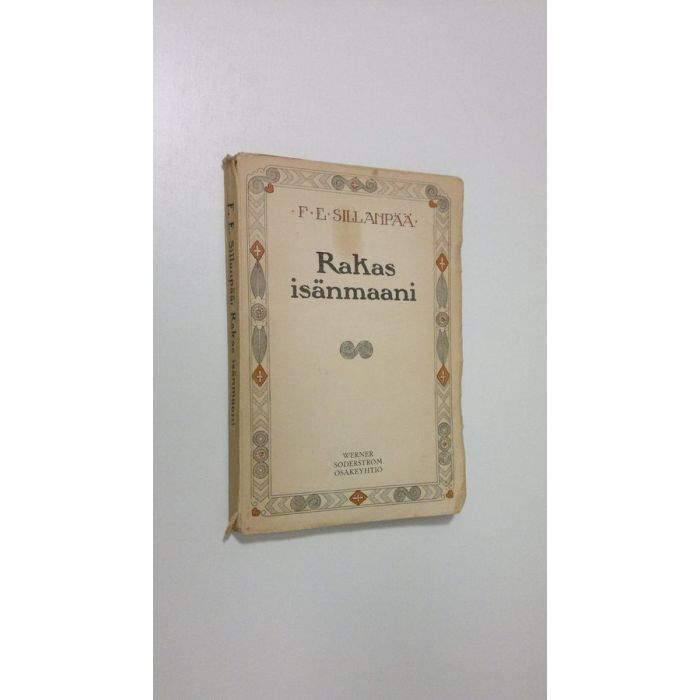 F. E. Sillanpää: Rakas isänmaani
·F·E·SILLANPÄÄ·
Rakas
isänmaani
WERNER
SÖDERSTRÖM
OSAKEYHTIÖ